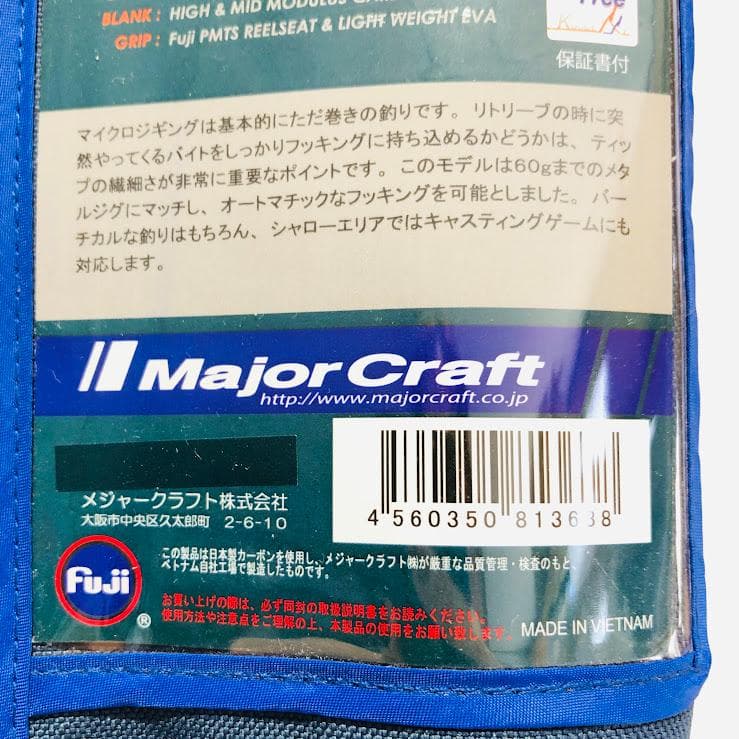 BLANK : HIGH & MID MODULUS
GRIP : Fuji PMTS REELSEAT & LIGHT WEIGHT EVA
Free
保証書付
マイクロジギングは基本的にただ巻きの釣りです。リトリーブの時に突
然やってくるバイトをしっかりフッキングに持ち込めるかどうかは、ティッ
プの繊細さが非常に重要なポイントです。このモデルは60gまでのメタ
ルジグにマッチし、オートマチックなフッキングを可能としました。バー
チカルな釣りはもちろん、シャローエリアではキャスティングゲームにも
対応します。
Major Craft
http://www.majorcraft.co.jp
メジャークラフト株式会社
大阪市中央区久太郎町 2-6-10
4 560350 813638
この製品は日本製カーボンを使用し、メジャークラフト㈱が厳重な品質管理・検査のもと、
ベトナム自社工場で製造したものです。
Fuji
®
お買い上げの際は、必ず同封の取扱説明書をお読みください。
使用方法や注意点をご理解の上、本製品の使用をお願い致します。
MADE IN VIETNAM